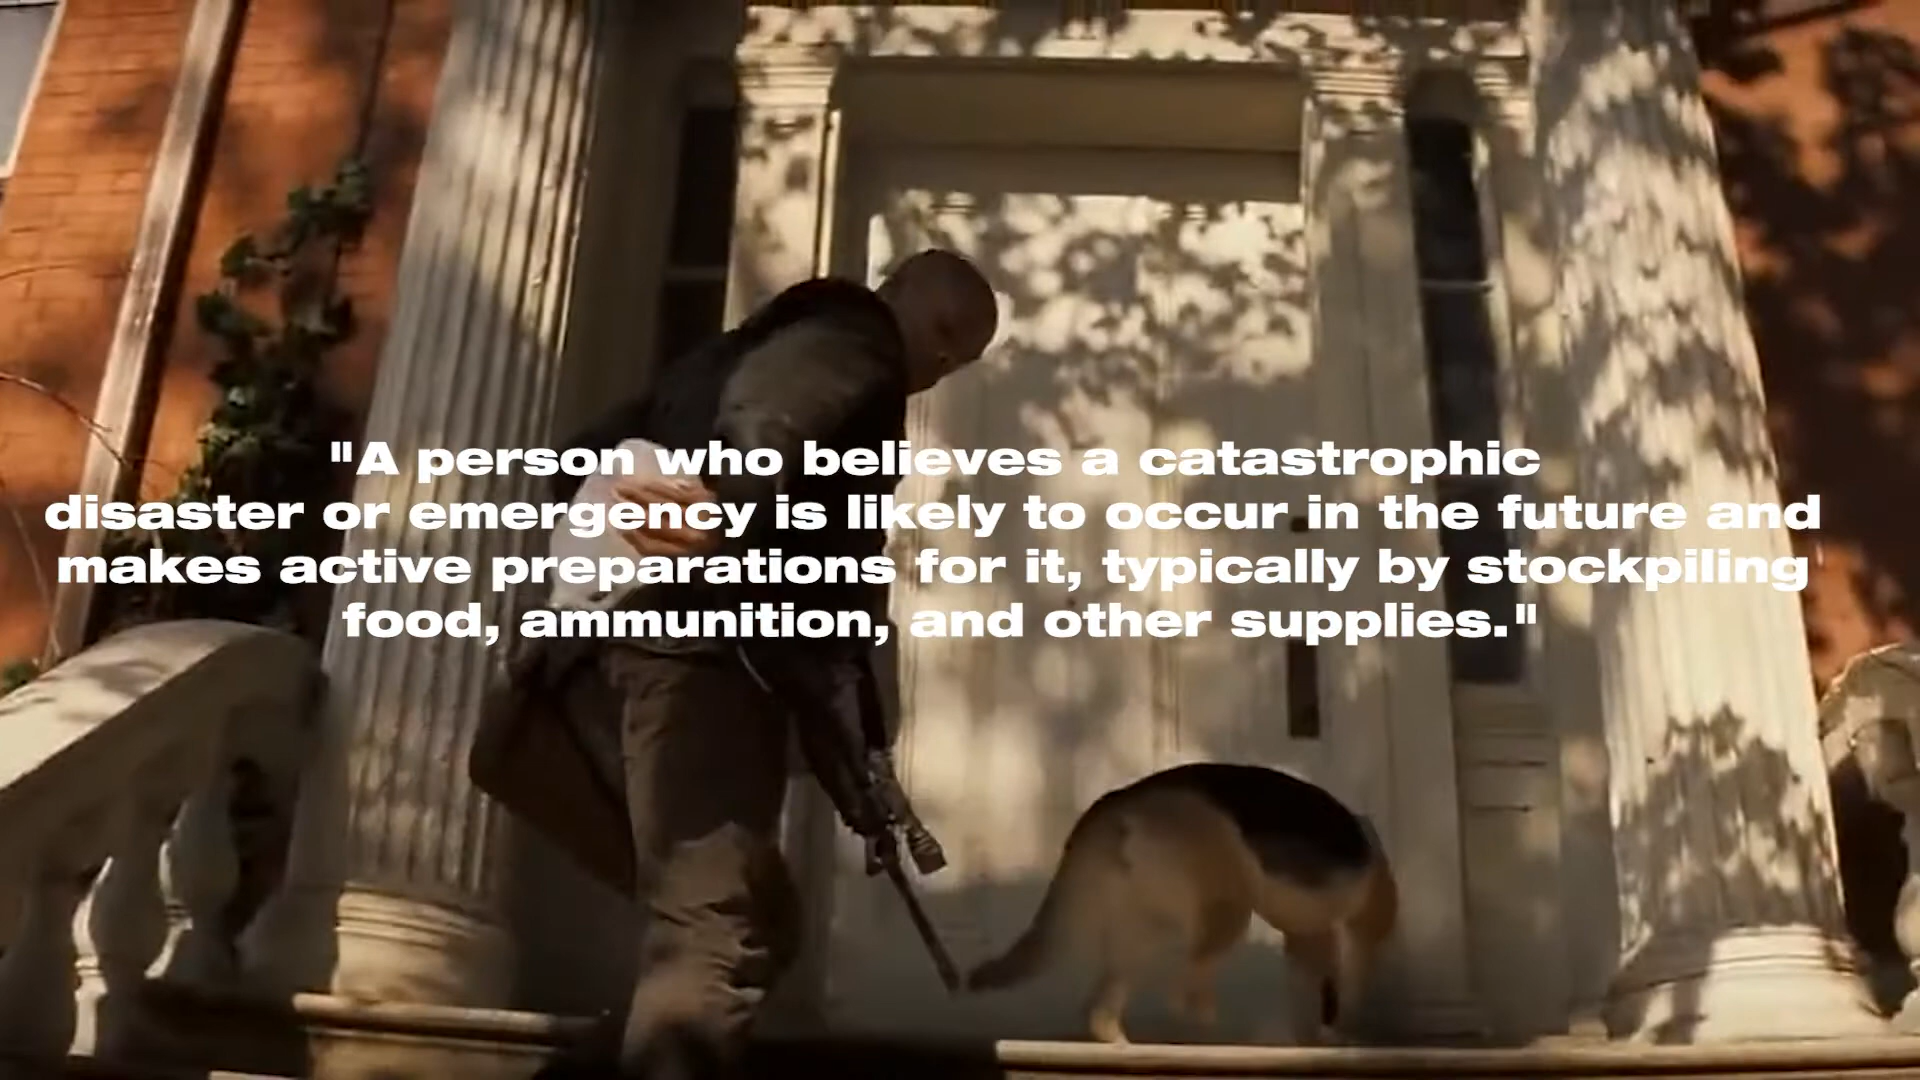 "A person who believes a catastrophic
disaster or emergency is likely to occur in the future and
makes active preparations for it, typically by stockpiling
food, ammunition, and other supplies."